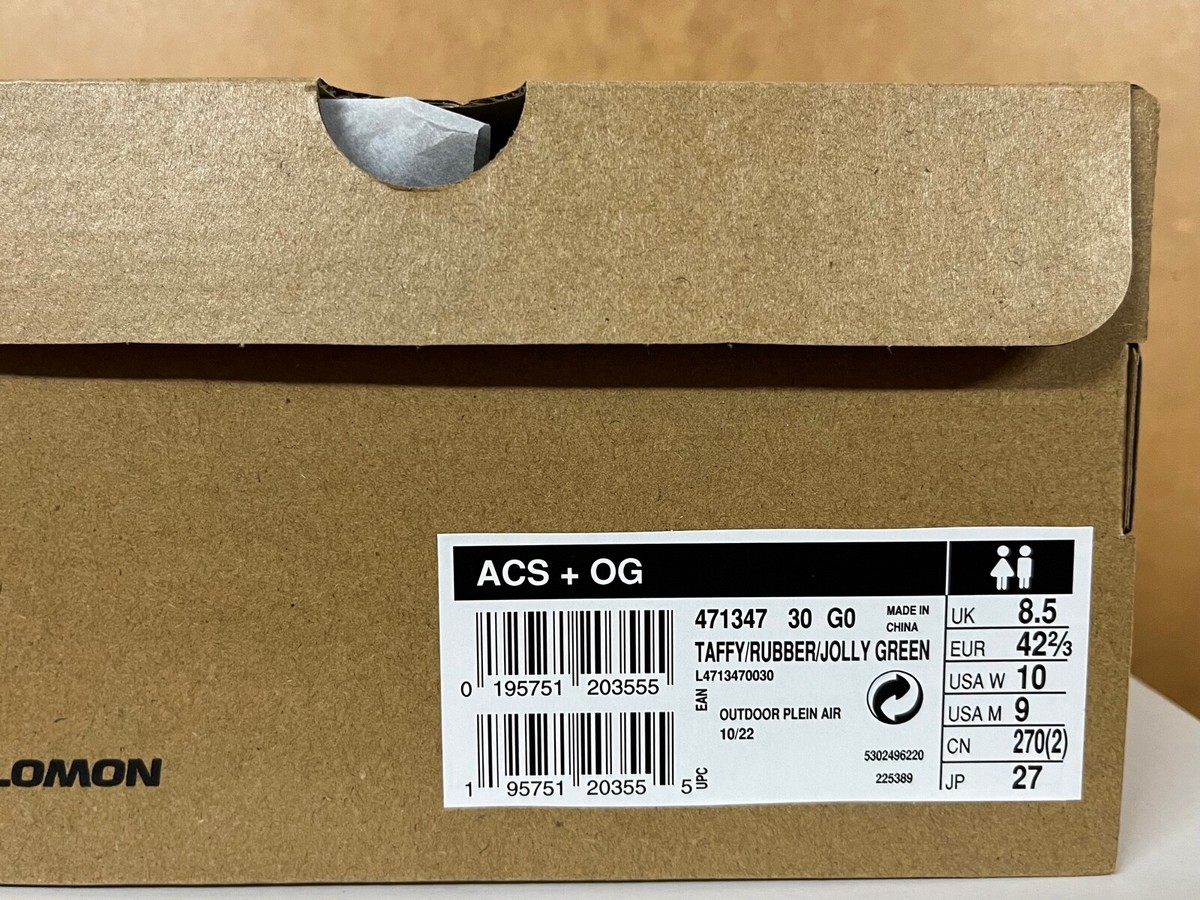 ACS + OG
471347 30 G0
MADE IN
CHINA
TAFFY/RUBBER/JOLLY GREEN
L4713470030
0 195751 203555
EAN
OUTDOOR PLEIN AIR
10/22
5302496220
225389
1 95751 20355 5
UPC
UK 8.5
EUR 42⅔
USA W 10
USA M 9
CN 270(2)
JP 27
LOMON